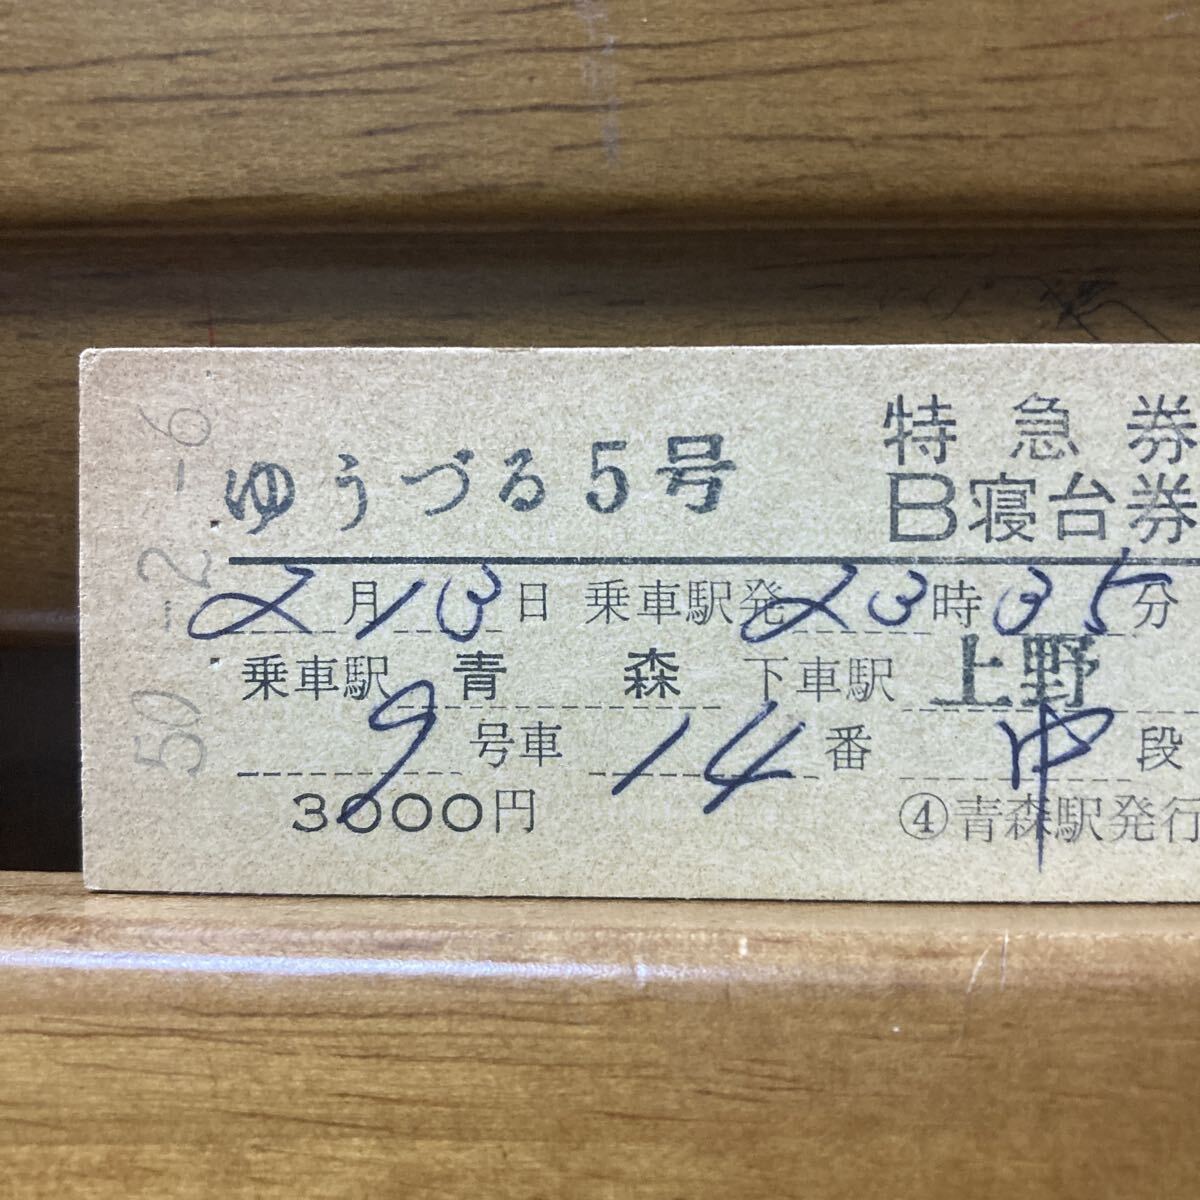 50.-2.-6
ゆうづる5号
特急券
B寝台券
2月13日 乗車駅発23時35分
乗車駅 青森 下車駅 上野
9号車 14番 中段
3000円 ④青森駅発行